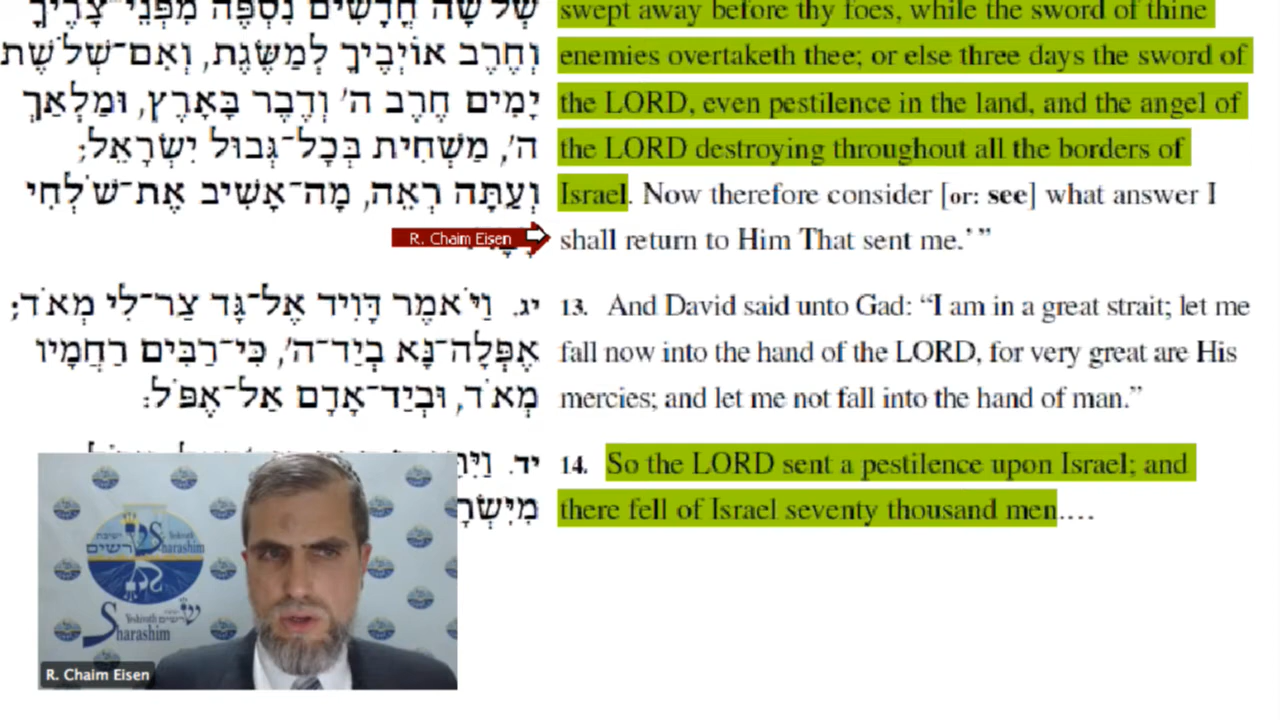 שְׁלֹשָׁה חֳדָשִׁים נִסְפֶּה מִפְּנֵי־צָרֶיךָ
וְחֶרֶב אוֹיְבֶיךָ לְמַשֶּׂגֶת, וְאִם־שְׁלֹשֶׁת
יָמִים חֶרֶב ה' וְדֶבֶר בָּאָרֶץ, וּמַלְאַךְ
ה', מַשְׁחִית בְּכָל־גְּבוּל יִשְׂרָאֵל;
וְעַתָּה רְאֵה, מָה־אָשִׁיב אֶת־שֹׁלְחִי
swept away before thy foes, while the sword of thine
enemies overtaketh thee; or else three days the sword of
the LORD, even pestilence in the land, and the angel of
the LORD destroying throughout all the borders of
Israel. Now therefore consider [or: see] what answer I
shall return to Him That sent me.’”
R. Chaim Eisen
יג. וַיֹּאמֶר דָּוִיד אֶל־גָּד צַר־לִי מְאֹד;
אֶפְּלָה־נָּא בְיַד־ה', כִּי־רַבִּים רַחֲמָיו
מְאֹד, וּבְיַד־אָדָם אַל־אֶפֹּל:
13. And David said unto Gad: “I am in a great strait; let me
fall now into the hand of the LORD, for very great are His
mercies; and let me not fall into the hand of man.”
יד.
14. So the LORD sent a pestilence upon Israel; and
there fell of Israel seventy thousand men....
ישיבת
שרשים
Yeshivath
Sharashim
Yeshivath
Sharashim
R. Chaim Eisen